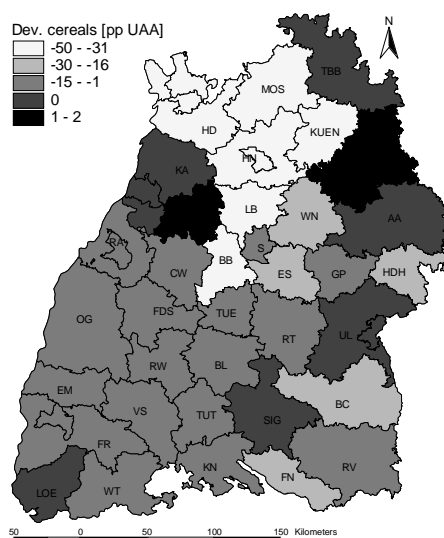 Dev. cereals [pp UAA]
-50 - -31
-30 - -16
-15 - -1
0
1 - 2
N
TBB
MOS
HD
KUEN
HN
KA
LB
WN
AA
RA
S
BB
CW
ES
GP
HDH
OG
FDS
TUE
RT
UL
RW
BL
EM
BC
VS
TUT
SIG
FR
KN
FN
RV
LOE
WT
50 0 50 100 150 Kilometers